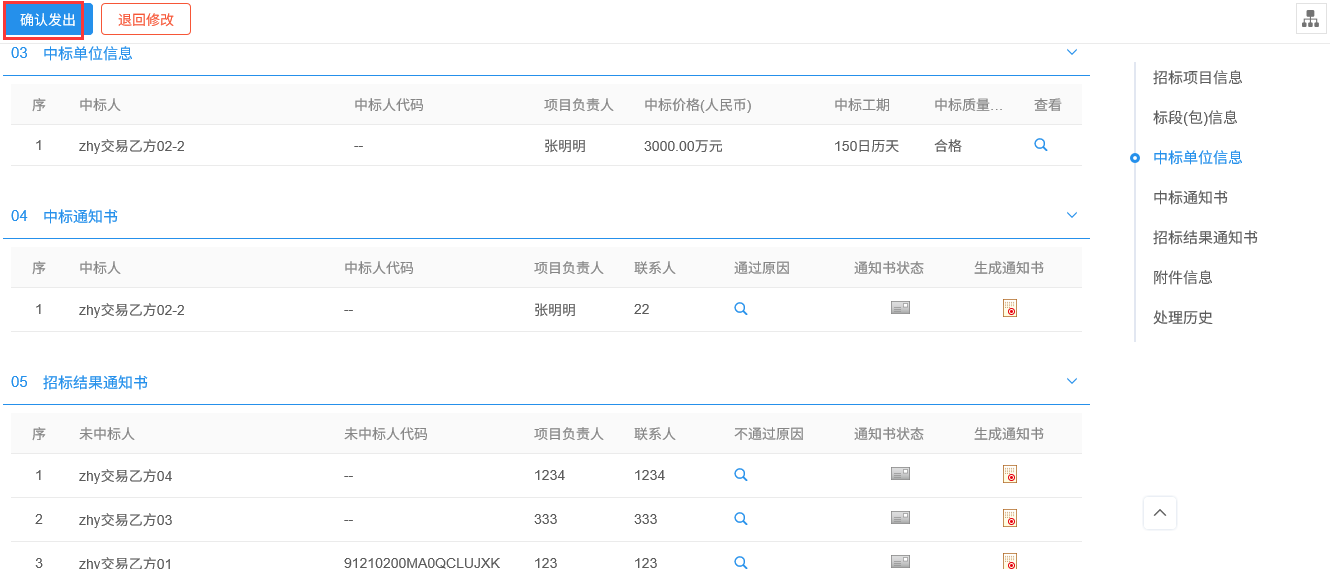 确认发出 退回修改
03 中标单位信息
序 中标人 中标人代码 项目负责人 中标价格(人民币) 中标工期 中标质量... 查看
1 zhy交易乙方02-2 -- 张明明 3000.00万元 150日历天 合格
04 中标通知书
序 中标人 中标人代码 项目负责人 联系人 通过原因 通知书状态 生成通知书
1 zhy交易乙方02-2 -- 张明明 22
05 招标结果通知书
序 未中标人 未中标人代码 项目负责人 联系人 不通过原因 通知书状态 生成通知书
1 zhy交易乙方04 -- 1234 1234
2 zhy交易乙方03 -- 333 333
3 zhy交易乙方01 91210200MA0QCLUJXK 123 123
招标项目信息
标段(包)信息
中标单位信息
中标通知书
招标结果通知书
附件信息
处理历史